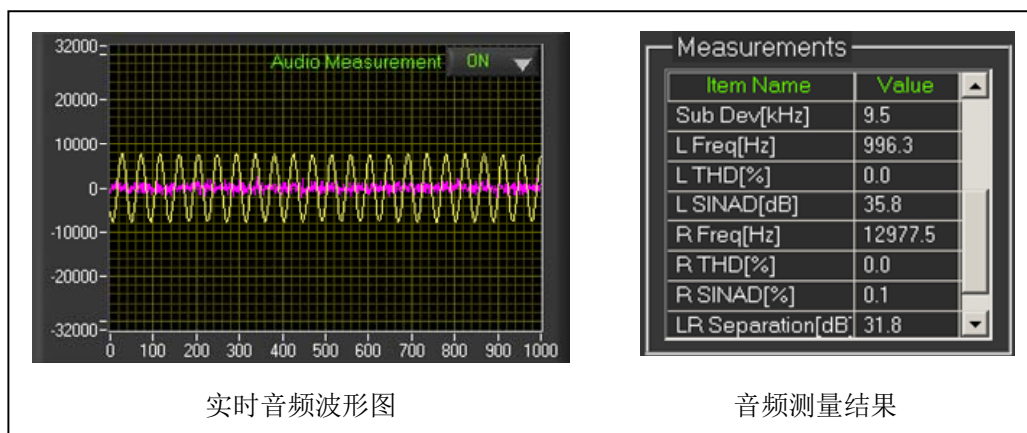 32000
Audio Measurement ON
20000
10000
0
-10000
-20000
-32000
0 100 200 300 400 500 600 700 800 900 1000
实时音频波形图
Measurements
Item Name Value
Sub Dev[kHz] 9.5
L Freq[Hz] 996.3
L THD[%] 0.0
L SINAD[dB] 35.8
R Freq[Hz] 12977.5
R THD[%] 0.0
R SINAD[%] 0.1
LR Separation[dB] 31.8
音频测量结果